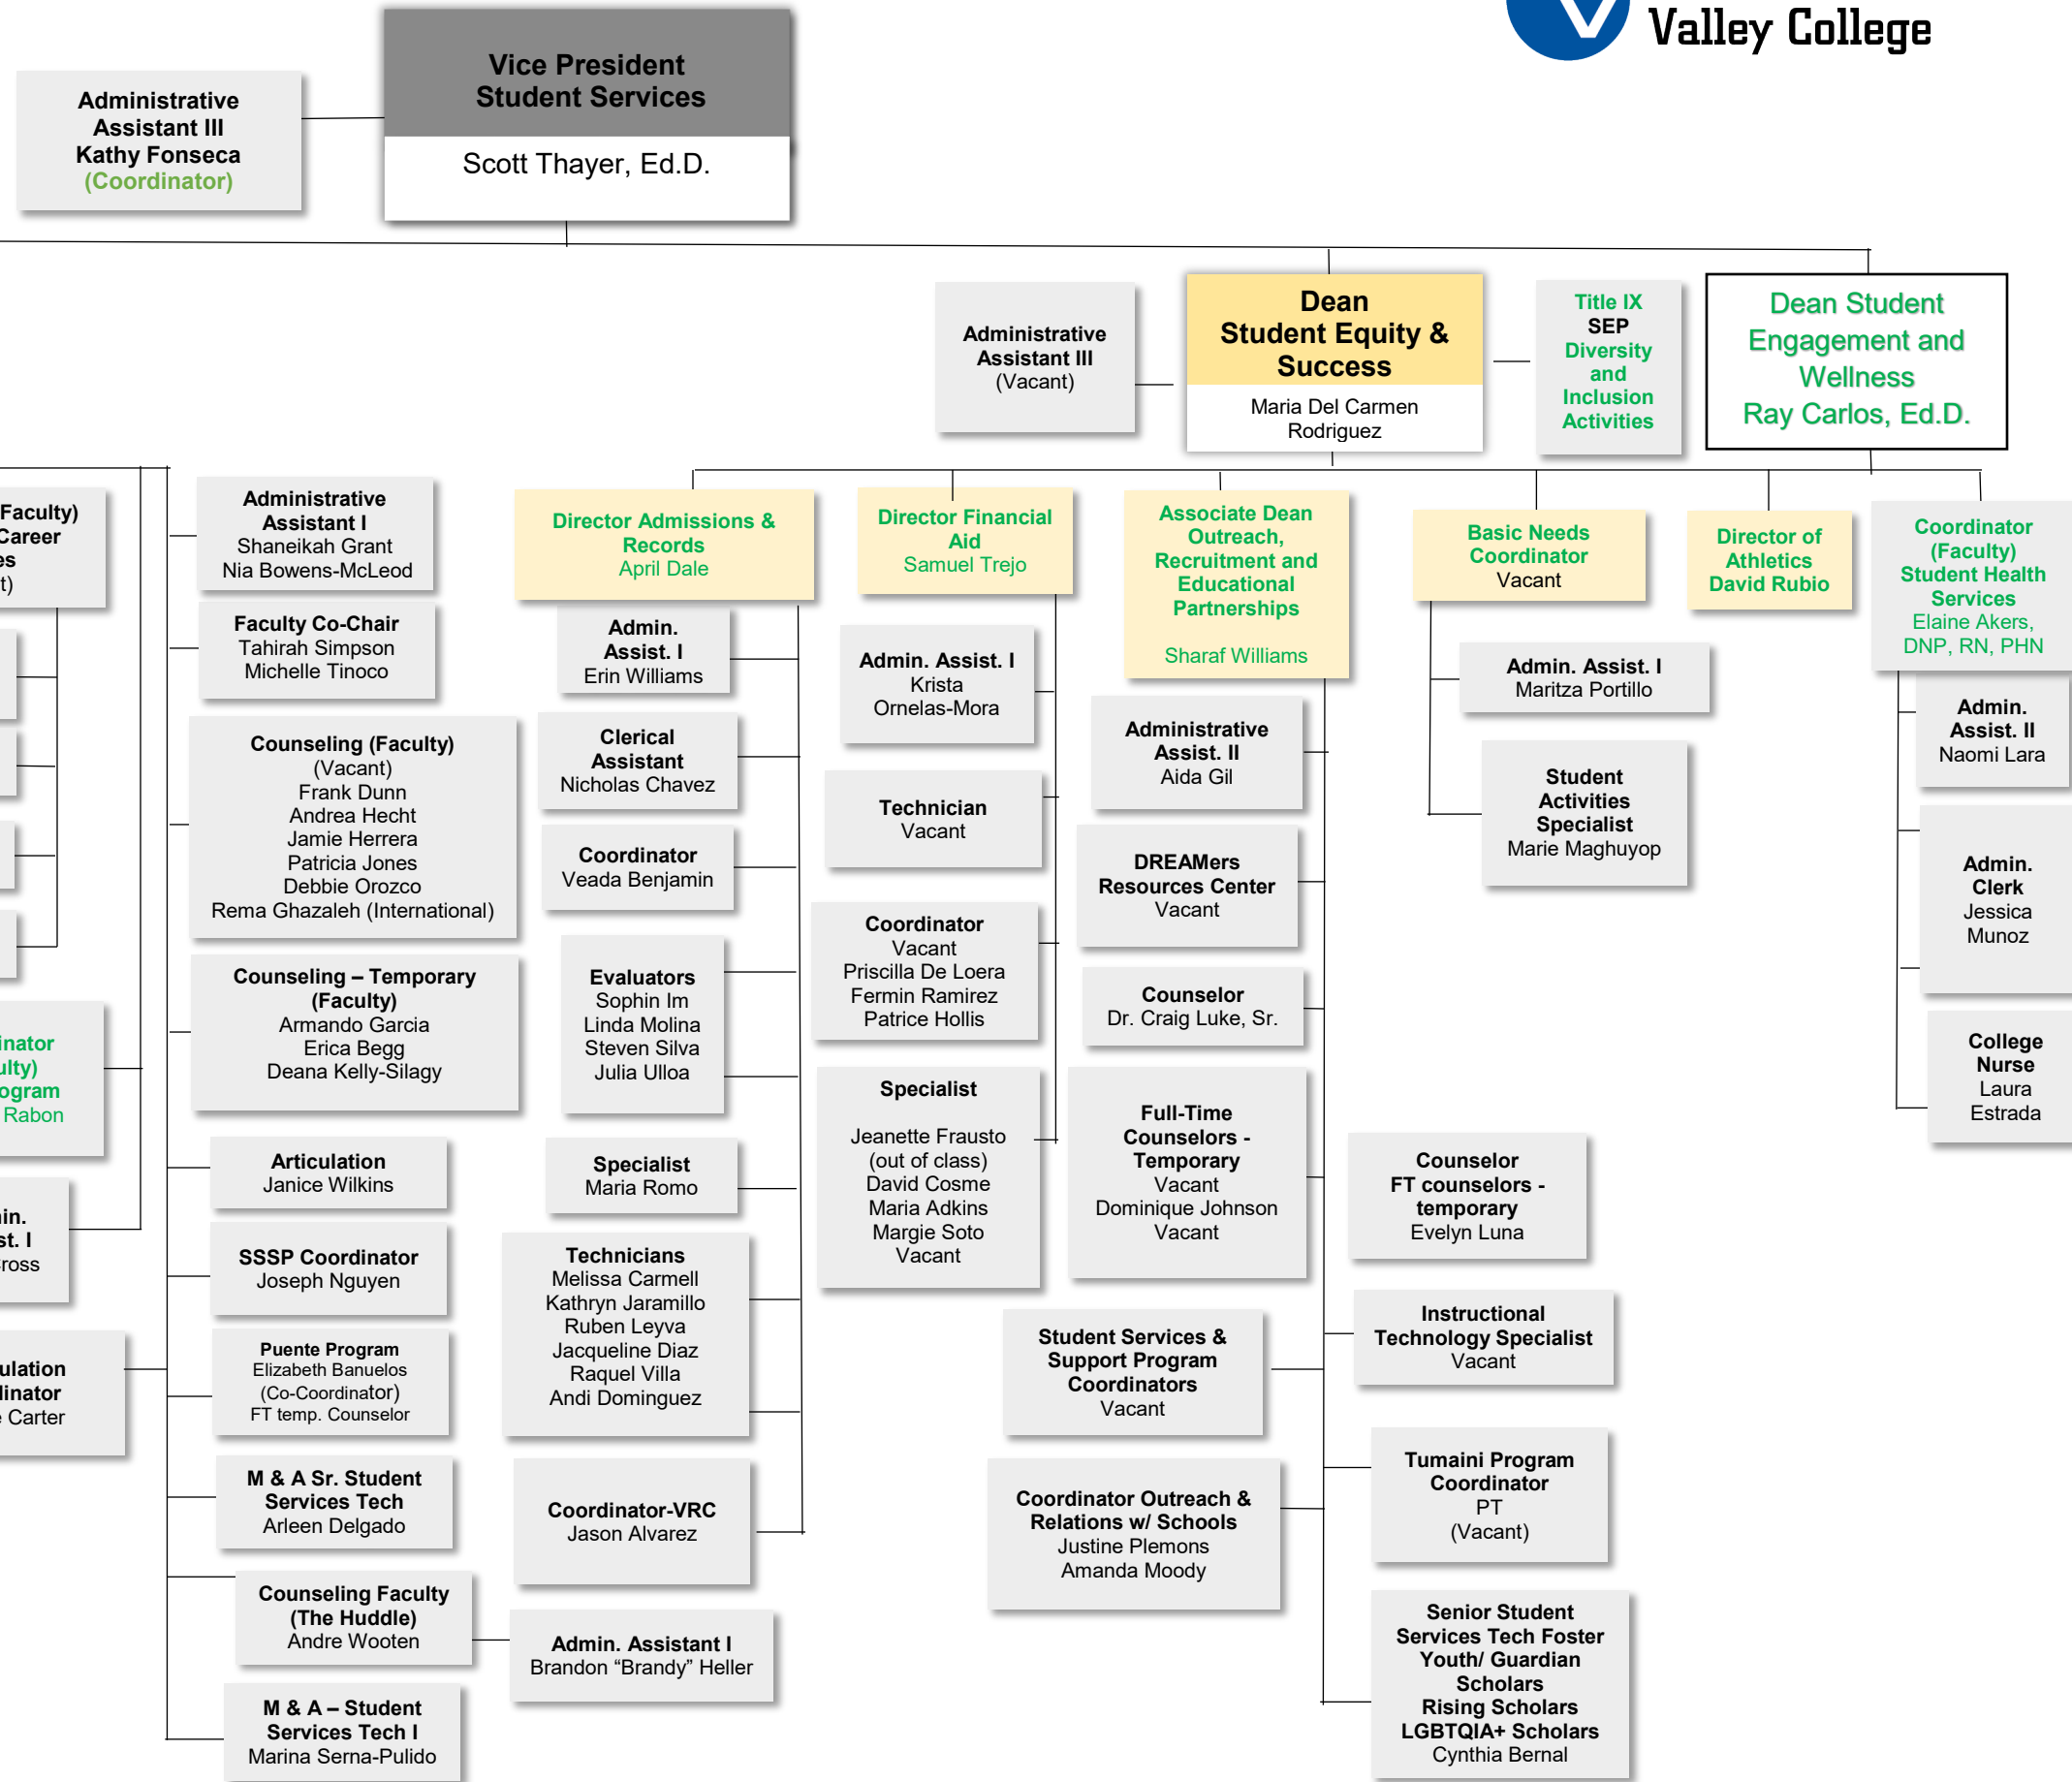 Valley College
Vice President
Student Services
Scott Thayer, Ed.D.
Administrative
Assistant III
Kathy Fonseca
(Coordinator)
Administrative
Assistant III
(Vacant)
Dean
Student Equity &
Success
Maria Del Carmen
Rodriguez
Title IX
SEP
Diversity
and
Inclusion
Activities
Dean Student
Engagement and
Wellness
Ray Carlos, Ed.D.
Faculty)
Career
t)
Rabon
Carter
Administrative
Assistant I
Shaneikah Grant
Nia Bowens-McLeod
Faculty Co-Chair
Tahirah Simpson
Michelle Tinoco
Counseling (Faculty)
(Vacant)
Frank Dunn
Andrea Hecht
Jamie Herrera
Patricia Jones
Debbie Orozco
Rema Ghazaleh (International)
Counseling – Temporary
(Faculty)
Armando Garcia
Erica Begg
Deana Kelly-Silagy
Articulation
Janice Wilkins
SSSP Coordinator
Joseph Nguyen
Puente Program
Elizabeth Banuelos
(Co-Coordinator)
FT temp. Counselor
M & A Sr. Student
Services Tech
Arleen Delgado
Counseling Faculty
(The Huddle)
Andre Wooten
Admin. Assistant I
Brandon “Brandy” Heller
M & A – Student
Services Tech I
Marina Serna-Pulido
Director Admissions &
Records
April Dale
Admin.
Assist. I
Erin Williams
Clerical
Assistant
Nicholas Chavez
Coordinator
Veada Benjamin
Evaluators
Sophin Im
Linda Molina
Steven Silva
Julia Ulloa
Specialist
Maria Romo
Technicians
Melissa Carmell
Kathryn Jaramillo
Ruben Leyva
Jacqueline Diaz
Raquel Villa
Andi Dominguez
Coordinator-VRC
Jason Alvarez
Director Financial
Aid
Samuel Trejo
Admin. Assist. I
Krista
Ornelas-Mora
Technician
Vacant
Coordinator
Vacant
Priscilla De Loera
Fermin Ramirez
Patrice Hollis
Specialist
Jeanette Frausto
(out of class)
David Cosme
Maria Adkins
Margie Soto
Vacant
Associate Dean
Outreach,
Recruitment and
Educational
Partnerships
Sharaf Williams
Administrative
Assist. II
Aida Gil
DREAMers
Resources Center
Vacant
Counselor
Dr. Craig Luke, Sr.
Full-Time
Counselors -
Temporary
Vacant
Dominique Johnson
Vacant
Student Services &
Support Program
Coordinators
Vacant
Coordinator Outreach &
Relations w/ Schools
Justine Plemons
Amanda Moody
Counselor
FT counselors -
temporary
Evelyn Luna
Instructional
Technology Specialist
Vacant
Tumaini Program
Coordinator
PT
(Vacant)
Senior Student
Services Tech Foster
Youth/ Guardian
Scholars
Rising Scholars
LGBTQIA+ Scholars
Cynthia Bernal
Basic Needs
Coordinator
Vacant
Admin. Assist. I
Maritza Portillo
Student
Activities
Specialist
Marie Maghuyop
Director of
Athletics
David Rubio
Coordinator
(Faculty)
Student Health
Services
Elaine Akers,
DNP, RN, PHN
Admin.
Assist. II
Naomi Lara
Admin.
Clerk
Jessica
Munoz
College
Nurse
Laura
Estrada